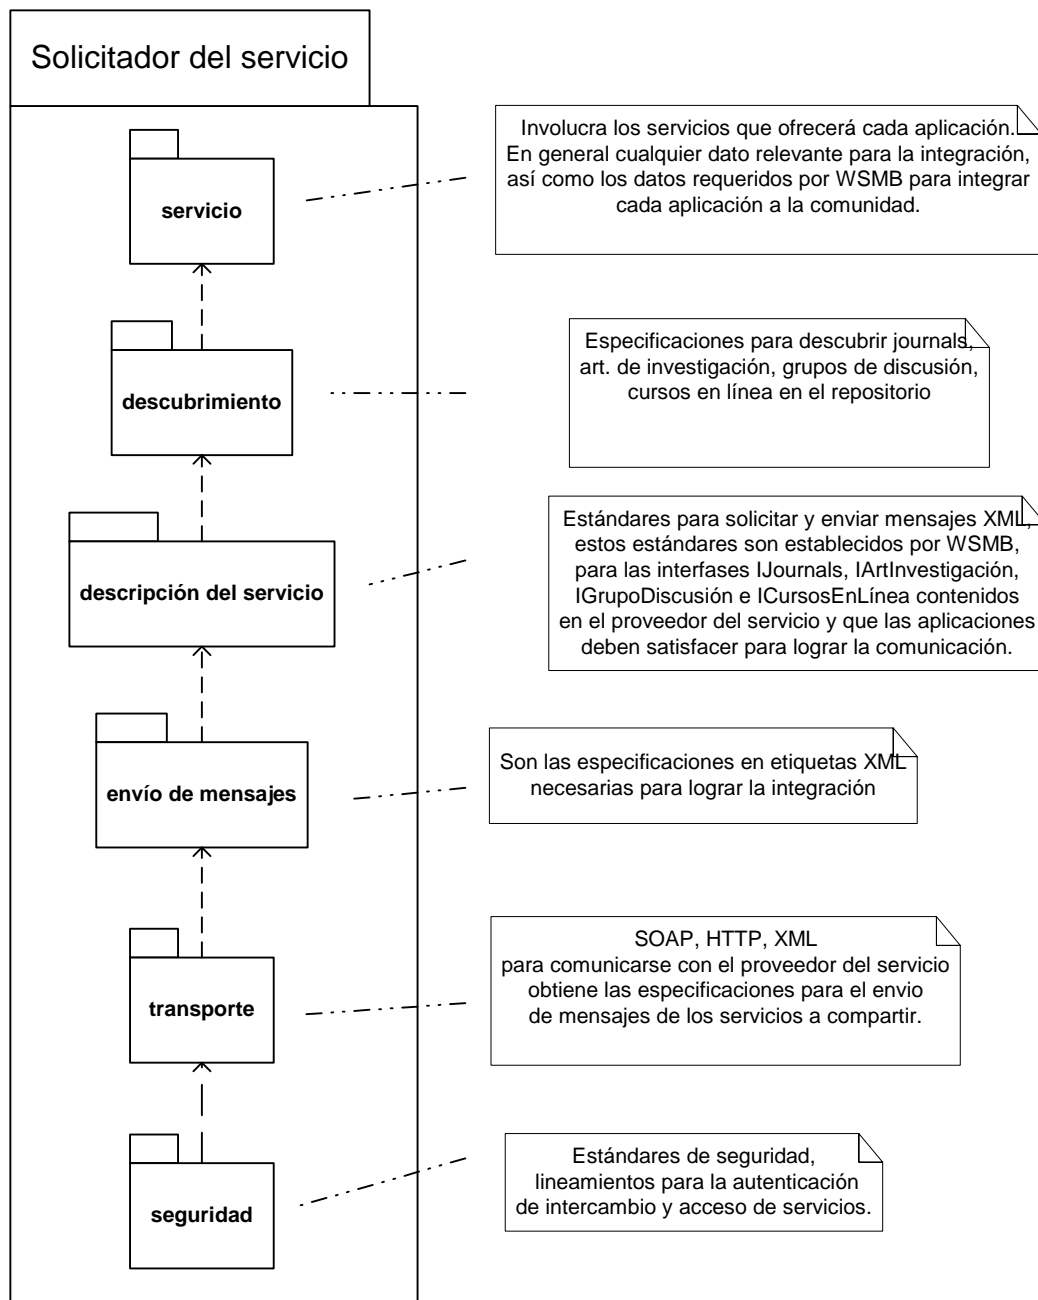 Solicitador del servicio
servicio
Involucra los servicios que ofrecerá cada aplicación.
En general cualquier dato relevante para la integración,
así como los datos requeridos por WSMB para integrar
cada aplicación a la comunidad.
descubrimiento
Especificaciones para descubrir journals,
art. de investigación, grupos de discusión,
cursos en línea en el repositorio
descripción del servicio
Estándares para solicitar y enviar mensajes XML,
estos estándares son establecidos por WSMB,
para las interfases IJournals, IArtInvestigación,
IGrupoDiscusión e ICursosEnLínea contenidos
en el proveedor del servicio y que las aplicaciones
deben satisfacer para lograr la comunicación.
envío de mensajes
Son las especificaciones en etiquetas XML
necesarias para lograr la integración
transporte
SOAP, HTTP, XML
para comunicarse con el proveedor del servicio
obtiene las especificaciones para el envio
de mensajes de los servicios a compartir.
seguridad
Estándares de seguridad,
lineamientos para la autenticación
de intercambio y acceso de servicios.